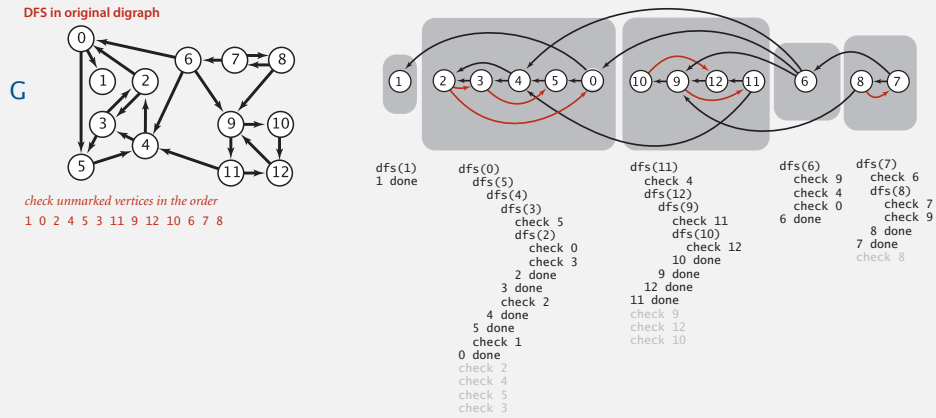 DFS in original digraph
G
0
6
7
8
1
2
3
9
10
4
5
11
12
check unmarked vertices in the order
1 0 2 4 5 3 11 9 12 10 6 7 8
1
2
3
4
5
0
10
9
12
11
6
8
7
dfs(1)
1 done
dfs(0)
dfs(5)
dfs(4)
dfs(3)
check 5
dfs(2)
check 0
check 3
2 done
3 done
check 2
4 done
5 done
check 1
0 done
check 2
check 4
check 5
check 3
dfs(11)
check 4
dfs(12)
dfs(9)
check 11
dfs(10)
check 12
10 done
9 done
12 done
11 done
check 9
check 12
check 10
dfs(6)
check 9
check 4
check 0
6 done
dfs(7)
check 6
dfs(8)
check 7
check 9
8 done
7 done
check 8